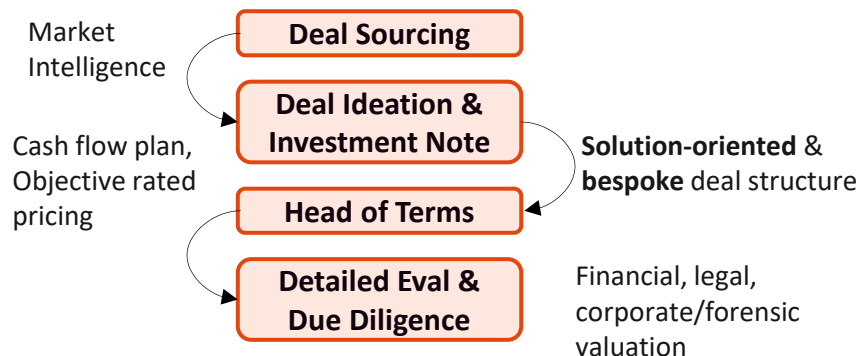 Market
Intelligence
Deal Sourcing
Deal Ideation &
Investment Note
Cash flow plan,
Objective rated
pricing
Solution-oriented &
bespoke deal structure
Head of Terms
Detailed Eval &
Due Diligence
Financial, legal,
corporate/forensic
valuation